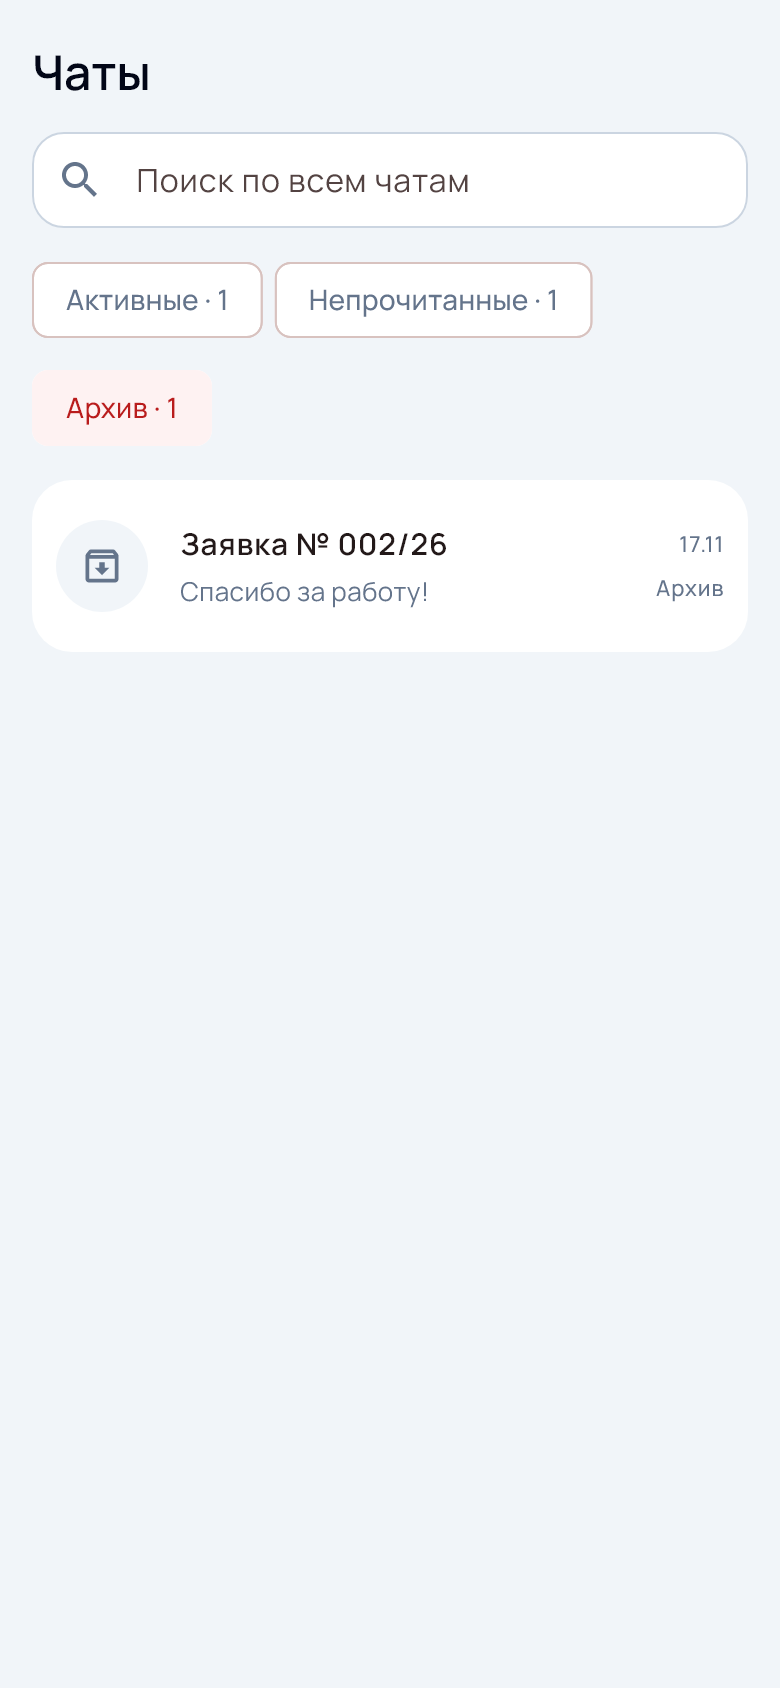 Чаты
Поиск по всем чатам
Активные · 1
Непрочитанные · 1
Архив · 1
Заявка № 002/26
17.11
Спасибо за работу!
Архив